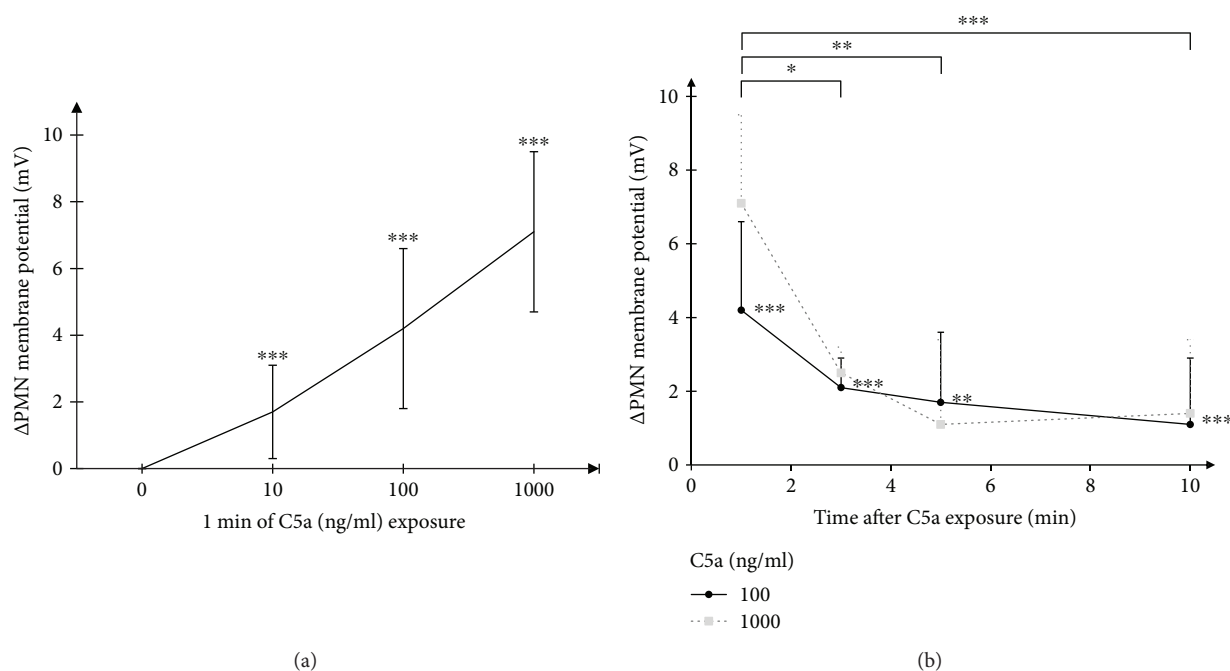 ΔPMN membrane potential (mV)
10
8
6
4
2
0
***
***
***
0 10 100 1000
1 min of C5a (ng/ml) exposure
(a)
***
**
*
ΔPMN membrane potential (mV)
10
8
6
4
2
0
***
***
**
***
0 2 4 6 8 10
Time after C5a exposure (min)
C5a (ng/ml)
100
1000
(b)